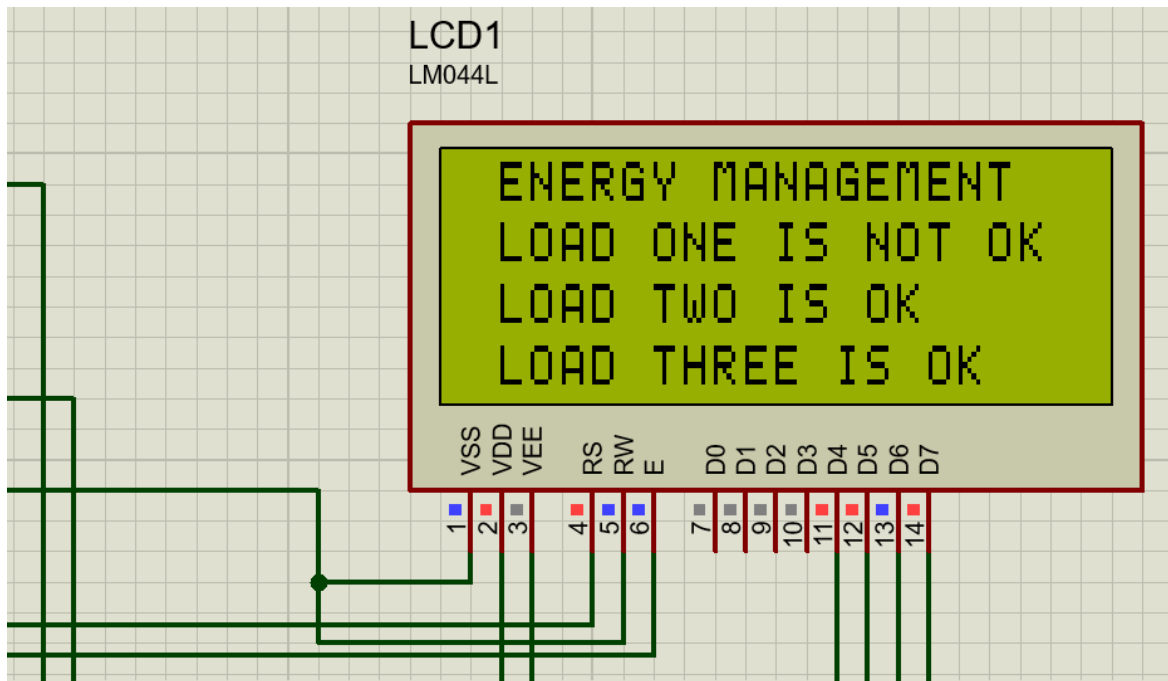 LCD1
LM044L
ENERGY MANAGEMENT
LOAD ONE IS NOT OK
LOAD TWO IS OK
LOAD THREE IS OK
VSS VDD VEE RS RW E D0 D1 D2 D3 D4 D5 D6 D7
1 2 3 4 5 6 7 8 9 10 11 12 13 14